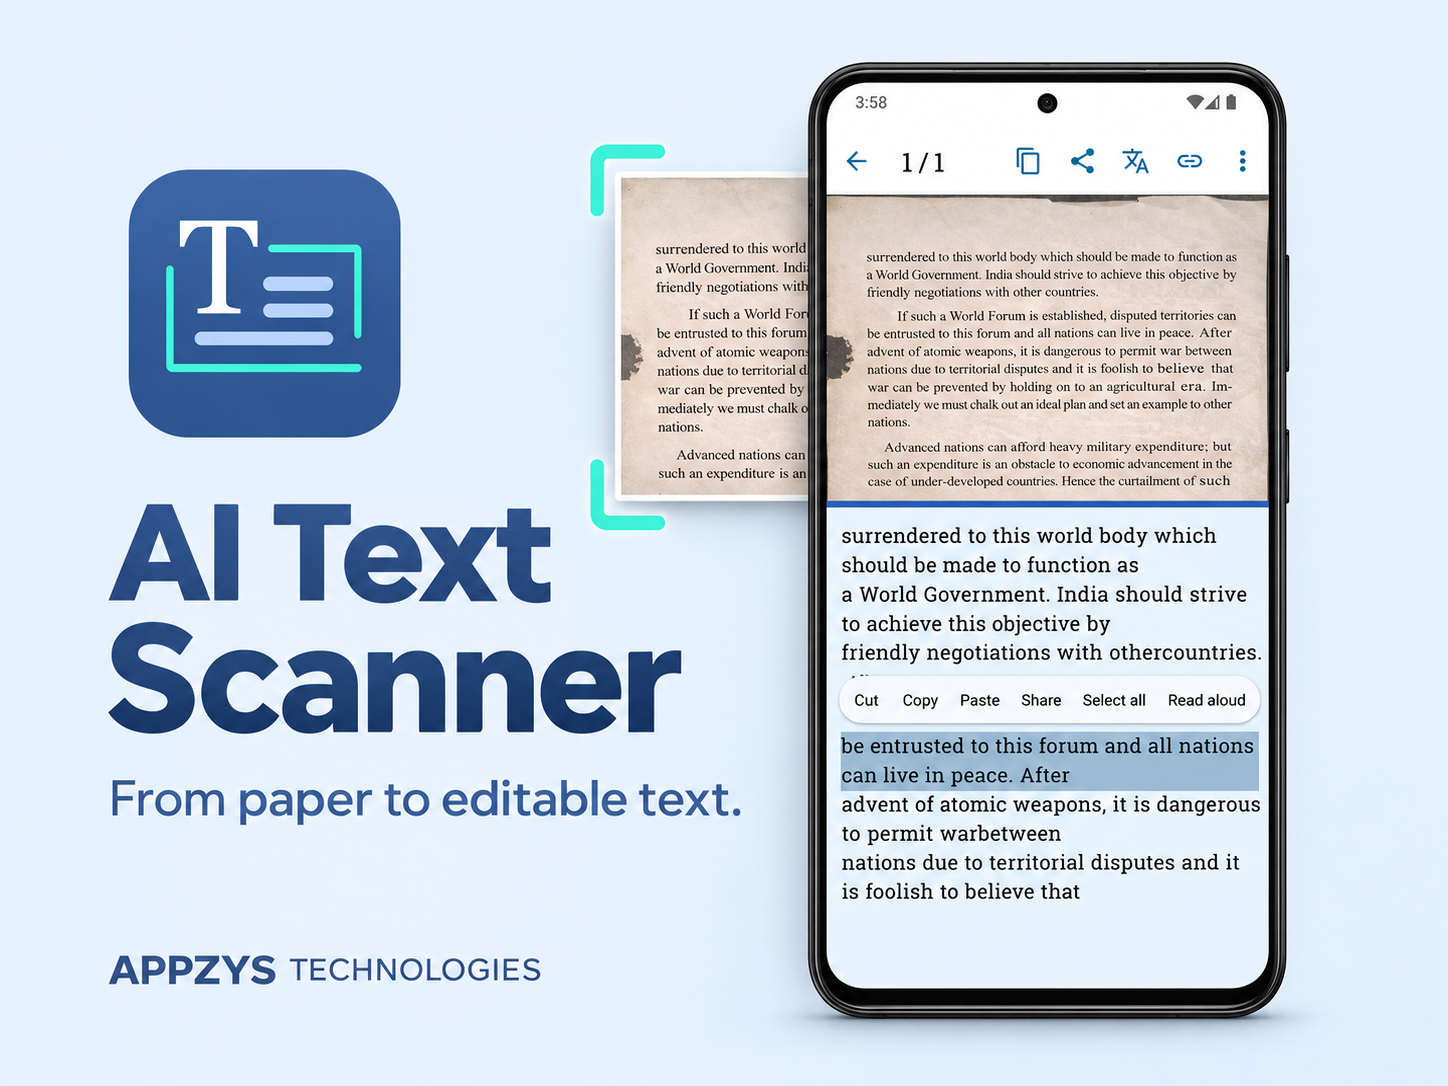 T
AI Text
Scanner
From paper to editable text.
APPZYS TECHNOLOGIES
surrendered to this world
a World Government. Indi
friendly negotiations with
If such a World For
be entrusted to this forum
advent of atomic weapons
nations due to territorial d
war can be prevented by
mediately we must chalk o
nations.
Advanced nations can
such an expenditure is an
3:58
1/1
surrendered to this world body which should be made to function as
a World Government. India should strive to achieve this objective by
friendly negotiations with other countries.
If such a World Forum is established, disputed territories can
be entrusted to this forum and all nations can live in peace. After
advent of atomic weapons, it is dangerous to permit war between
nations due to territorial disputes and it is foolish to believe that
war can be prevented by holding on to an agricultural era. Im-
mediately we must chalk out an ideal plan and set an example to other
nations.
Advanced nations can afford heavy military expenditure; but
such an expenditure is an obstacle to economic advancement in the
case of under-developed countries. Hence the curtailment of such
surrendered to this world body which
should be made to function as
a World Government. India should strive
to achieve this objective by
friendly negotiations with othercountries.
Cut Copy Paste Share Select all Read aloud
be entrusted to this forum and all nations
can live in peace. After
advent of atomic weapons, it is dangerous
to permit warbetween
nations due to territorial disputes and it
is foolish to believe that